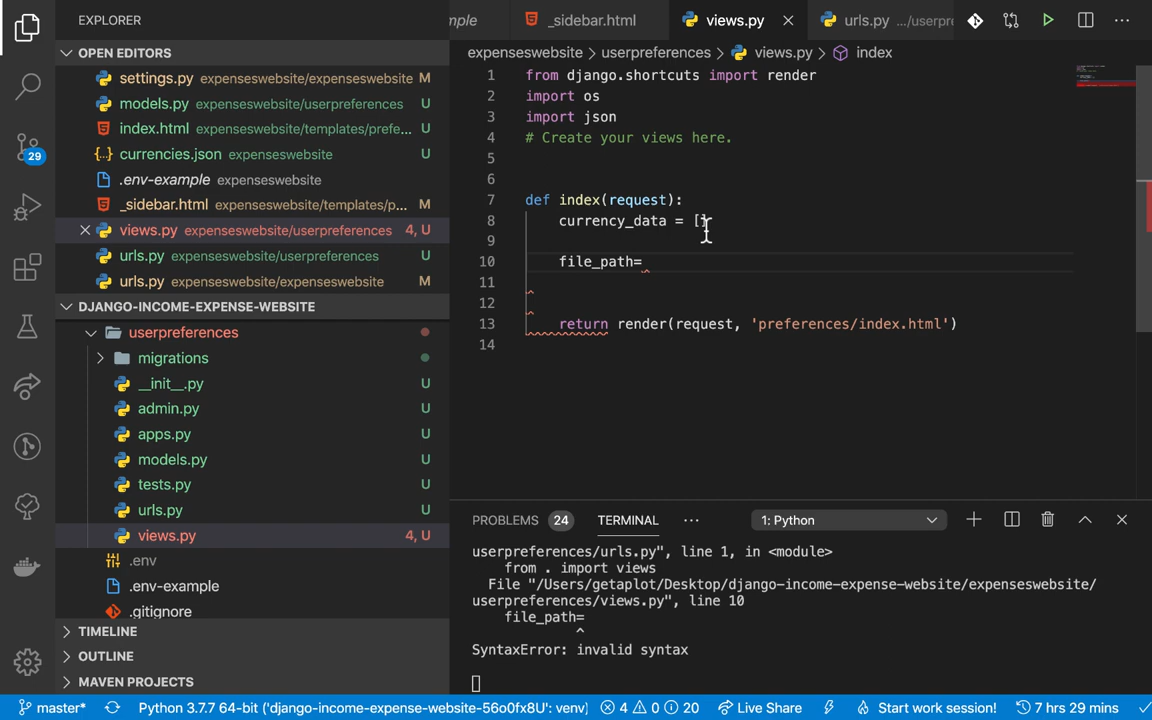 EXPLORER
OPEN EDITORS
settings.py expenseswebsite/expenseswebsite M
models.py expenseswebsite/userpreferences U
index.html expenseswebsite/templates/prefe... U
currencies.json expenseswebsite U
.env-example expenseswebsite
_sidebar.html expenseswebsite/templates/p... M
views.py expenseswebsite/userpreferences 4, U
urls.py expenseswebsite/userpreferences U
urls.py expenseswebsite/expenseswebsite M
DJANGO-INCOME-EXPENSE-WEBSITE
userpreferences
migrations
__init__.py U
admin.py U
apps.py U
models.py U
tests.py U
urls.py U
views.py 4, U
.env
.env-example
.gitignore
TIMELINE
OUTLINE
MAVEN PROJECTS
mple _sidebar.html views.py urls.py .../userpre
expenseswebsite > userpreferences > views.py > index
1 from django.shortcuts import render
2 import os
3 import json
4 # Create your views here.
5
6
7 def index(request):
8 currency_data = []
9
10 file_path=
11
12
13 return render(request, 'preferences/index.html')
14
PROBLEMS 24 TERMINAL ... 1: Python
userpreferences/urls.py", line 1, in <module>
from . import views
File "/Users/getaplot/Desktop/django-income-expense-website/expenseswebsite/
userpreferences/views.py", line 10
file_path=
^
SyntaxError: invalid syntax
29
master* Python 3.7.7 64-bit ('django-income-expense-website-56o0fx8U': venv) 4 0 20 Live Share Start work session! 7 hrs 29 mins